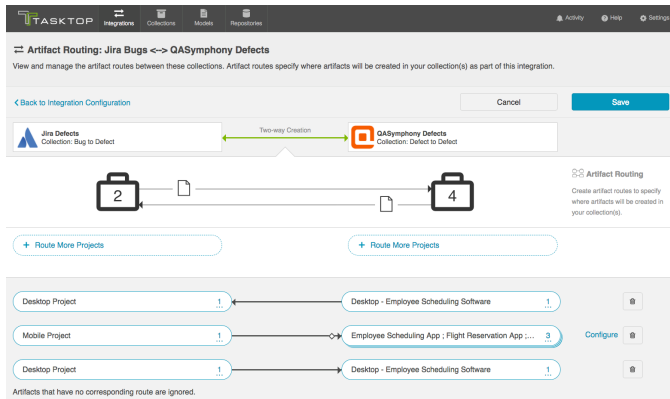 TASKTOP
Integrations
Collections
Models
Repositories
Activity
Help
Settings
Artifact Routing: Jira Bugs <--> QASymphony Defects
View and manage the artifact routes between these collections. Artifact routes specify where artifacts will be created in your collection(s) as part of this integration.
Back to Integration Configuration
Cancel
Save
Jira Defects
Collection: Bug to Defect
Two-way Creation
QASymphony Defects
Collection: Defect to Defect
2
4
Artifact Routing
Create artifact routes to specify
where artifacts will be created in
your collection(s).
+ Route More Projects
+ Route More Projects
Desktop Project 1
Desktop - Employee Scheduling Software 1
Mobile Project 1
Employee Scheduling App ; Flight Reservation App ;... 3
Configure
Desktop Project 1
Desktop - Employee Scheduling Software 1
Artifacts that have no corresponding route are ignored.